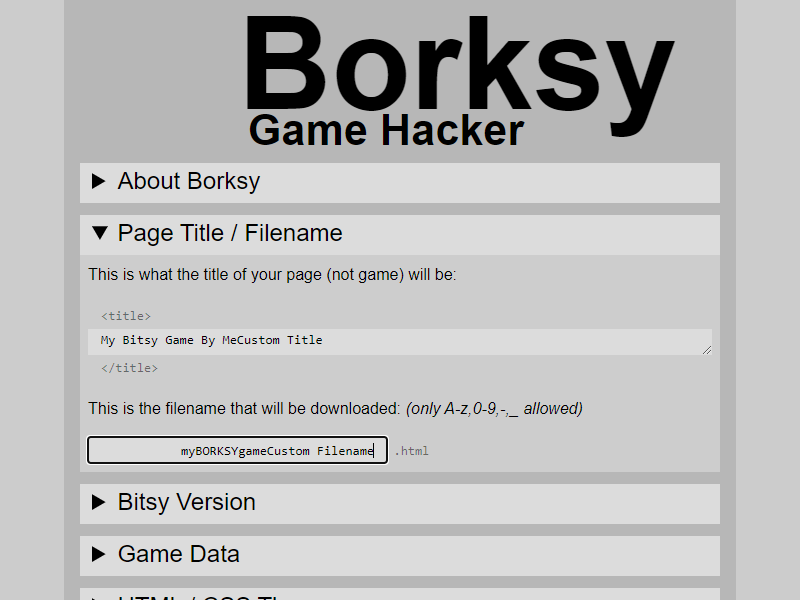 Borksy
Game Hacker
About Borksy
Page Title / Filename
This is what the title of your page (not game) will be:
<title>
My Bitsy Game By MeCustom Title
</title>
This is the filename that will be downloaded: (only A-z,0-9,-,_ allowed)
myBORKSYgameCustom Filename .html
Bitsy Version
Game Data